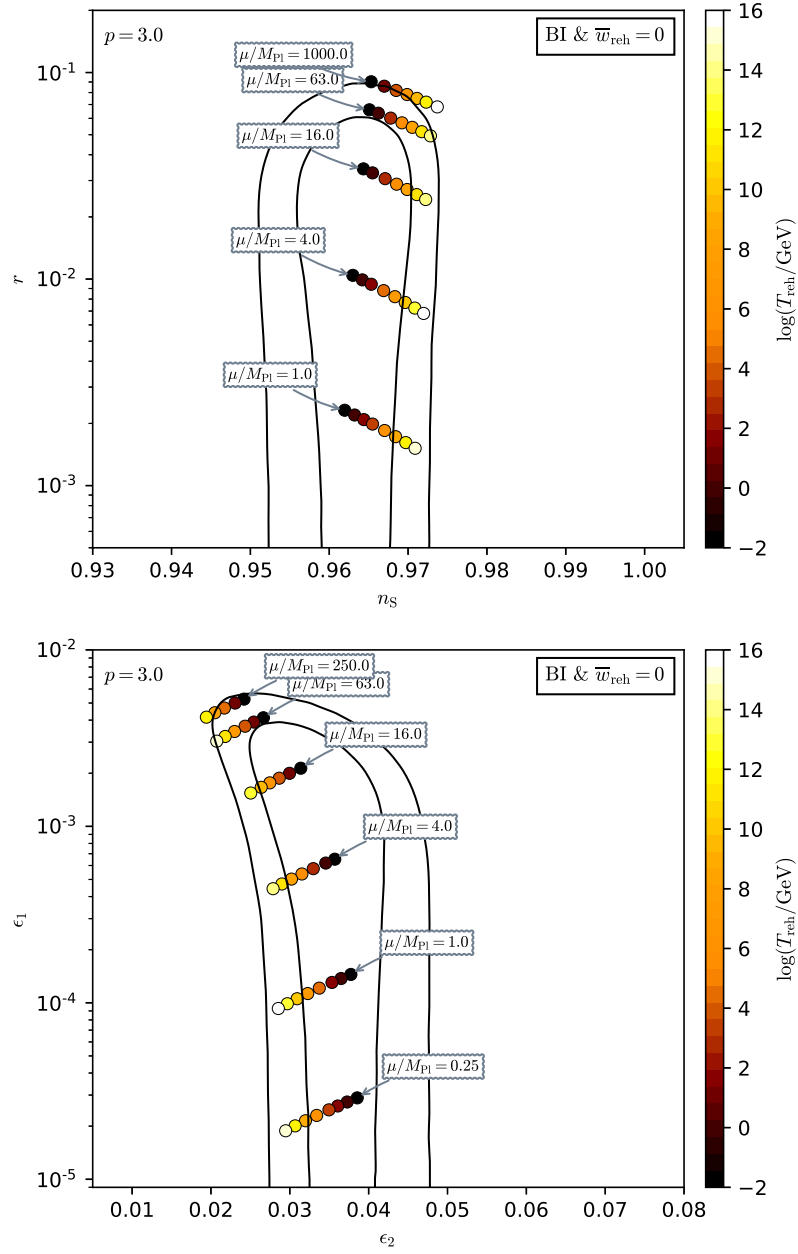 p = 3.0
BI & w̅_reh = 0
μ/M_Pl = 1000.0
μ/M_Pl = 63.0
μ/M_Pl = 16.0
μ/M_Pl = 4.0
μ/M_Pl = 1.0
10^-1
10^-2
10^-3
r
0.93 0.94 0.95 0.96 0.97 0.98 0.99 1.00
n_S
16
14
12
10
8
6
4
2
0
−2
log(T_reh/GeV)
p = 3.0
BI & w̅_reh = 0
μ/M_Pl = 250.0
μ/M_Pl = 63.0
μ/M_Pl = 16.0
μ/M_Pl = 4.0
μ/M_Pl = 1.0
μ/M_Pl = 0.25
10^-2
10^-3
10^-4
10^-5
ϵ_1
0.01 0.02 0.03 0.04 0.05 0.06 0.07 0.08
ϵ_2
16
14
12
10
8
6
4
2
0
−2
log(T_reh/GeV)